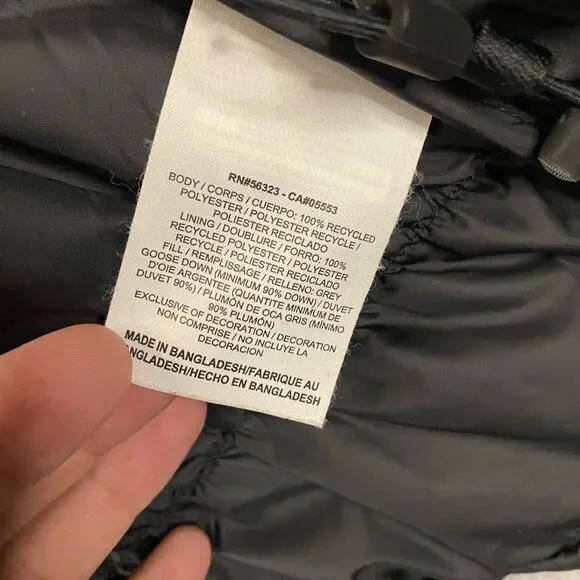 RN#56323 - CA#05553
BODY / CORPS / CUERPO: 100% RECYCLED
POLYESTER / POLYESTER RECYCLE /
POLIESTER RECICLADO
LINING / DOUBLURE / FORRO: 100%
RECYCLED POLYESTER / POLYESTER
RECYCLE / POLIESTER RECICLADO
FILL / REMPLISSAGE / RELLENO: GREY
GOOSE DOWN (MINIMUM 90% DOWN) / DUVET
D'OIE ARGENTEE (QUANTITE MINIMUM DE
DUVET 90%) / PLUMÓN DE OCA GRIS (MÍNIMO
90% PLUMÓN)
EXCLUSIVE OF DECORATION / DECORATION
NON COMPRISE / NO INCLUYE LA
DECORACION
MADE IN BANGLADESH/FABRIQUE AU
BANGLADESH/HECHO EN BANGLADESH